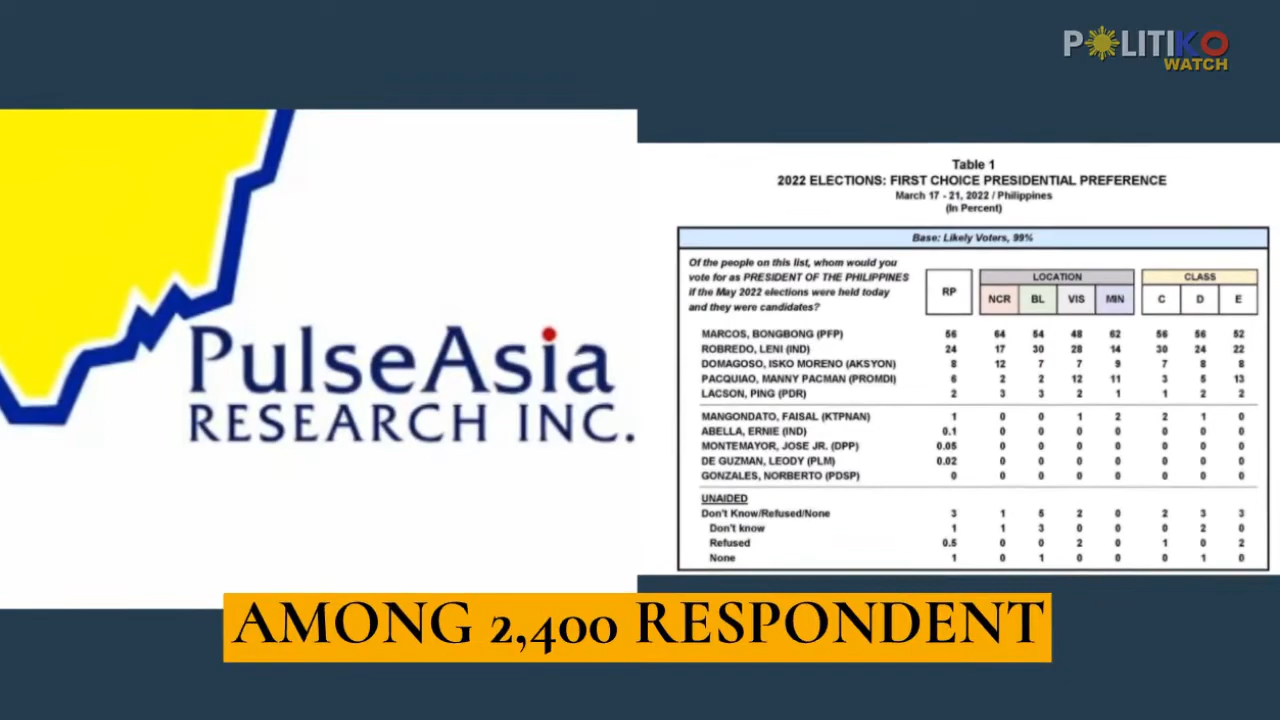 POLITIKO
WATCH
PulseAsia
RESEARCH INC.
Table 1
2022 ELECTIONS: FIRST CHOICE PRESIDENTIAL PREFERENCE
March 17 - 21, 2022 / Philippines
(In Percent)
Base: Likely Voters, 99%
Of the people on this list, whom would you
vote for as PRESIDENT OF THE PHILIPPINES
if the May 2022 elections were held today
and they were candidates?
RP LOCATION CLASS
NCR BL VIS MIN C D E
MARCOS, BONGBONG (PFP) 56 64 54 48 62 56 56 52
ROBREDO, LENI (IND) 24 17 30 28 14 30 24 22
DOMAGOSO, ISKO MORENO (AKSYON) 8 12 7 7 9 7 8 8
PACQUIAO, MANNY PACMAN (PROMDI) 6 2 2 12 11 3 5 13
LACSON, PING (PDR) 2 3 3 2 1 1 2 2
MANGONDATO, FAISAL (KTPNAN) 1 0 0 1 2 2 1 0
ABELLA, ERNIE (IND) 0.1 0 0 0 0 0 0 0
MONTEMAYOR, JOSE JR. (DPP) 0.05 0 0 0 0 0 0 0
DE GUZMAN, LEODY (PLM) 0.02 0 0 0 0 0 0 0
GONZALES, NORBERTO (PDSP) 0 0 0 0 0 0 0 0
UNAIDED
Don't Know/Refused/None 3 1 5 2 0 2 3 3
Don't know 1 1 3 0 0 0 2 0
Refused 0.5 0 0 2 0 1 0 2
None 1 0 1 0 0 0 1 0
AMONG 2,400 RESPONDENT